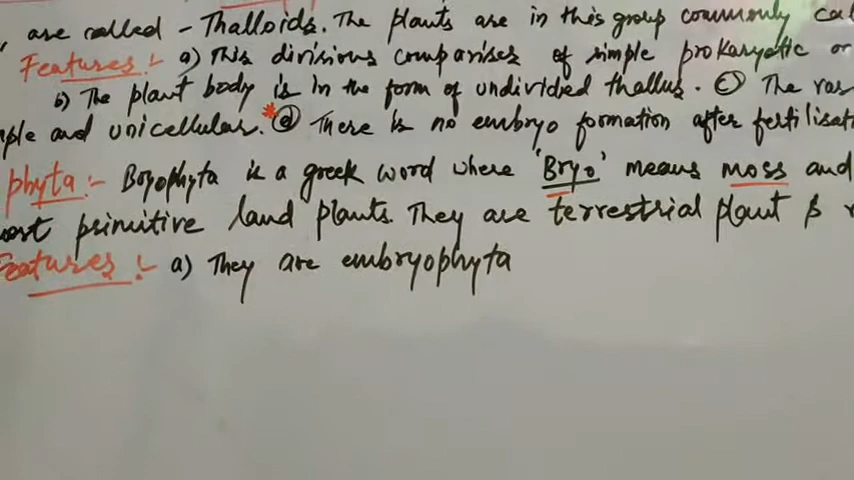 are called - Thalloids. The plants are in this group commonly cal
Features :- a) This divisions comparises of simple prokaryotic or
b) The plant body is in the form of undivided thallus. (c) The vas
ple and unicellular. *(d) There is no embryo formation after fertilisati
phyta :- Bryophyta is a greek word where 'Bryo' means moss and
primitive land plants. They are terrestrial plant &
Features :- a) They are embryophyta